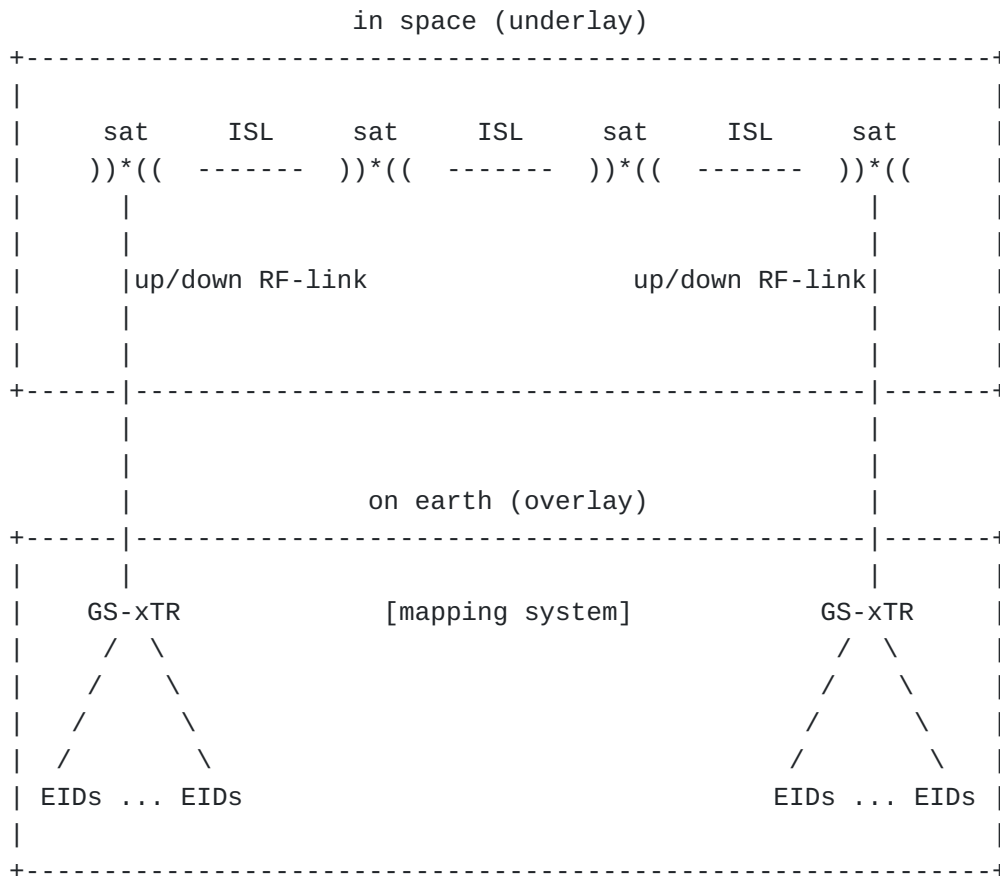 in space (underlay)
sat ISL sat ISL sat ISL sat
))*(( ------- ))*(( ------- ))*(( ------- ))*((
up/down RF-link up/down RF-link
on earth (overlay)
GS-xTR [mapping system] GS-xTR
EIDs ... EIDs EIDs ... EIDs